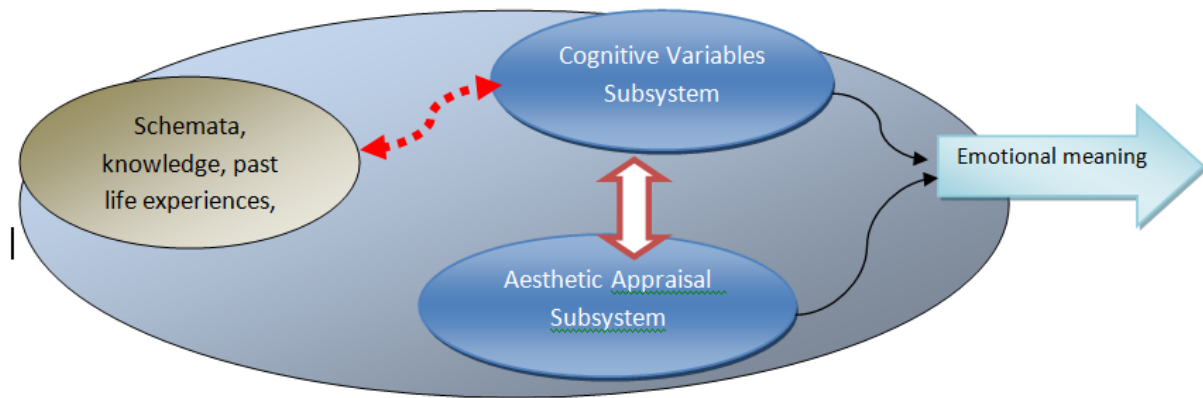 Cognitive Variables
Subsystem
Schemata,
knowledge, past
life experiences,
Emotional meaning
Aesthetic Appraisal
Subsystem